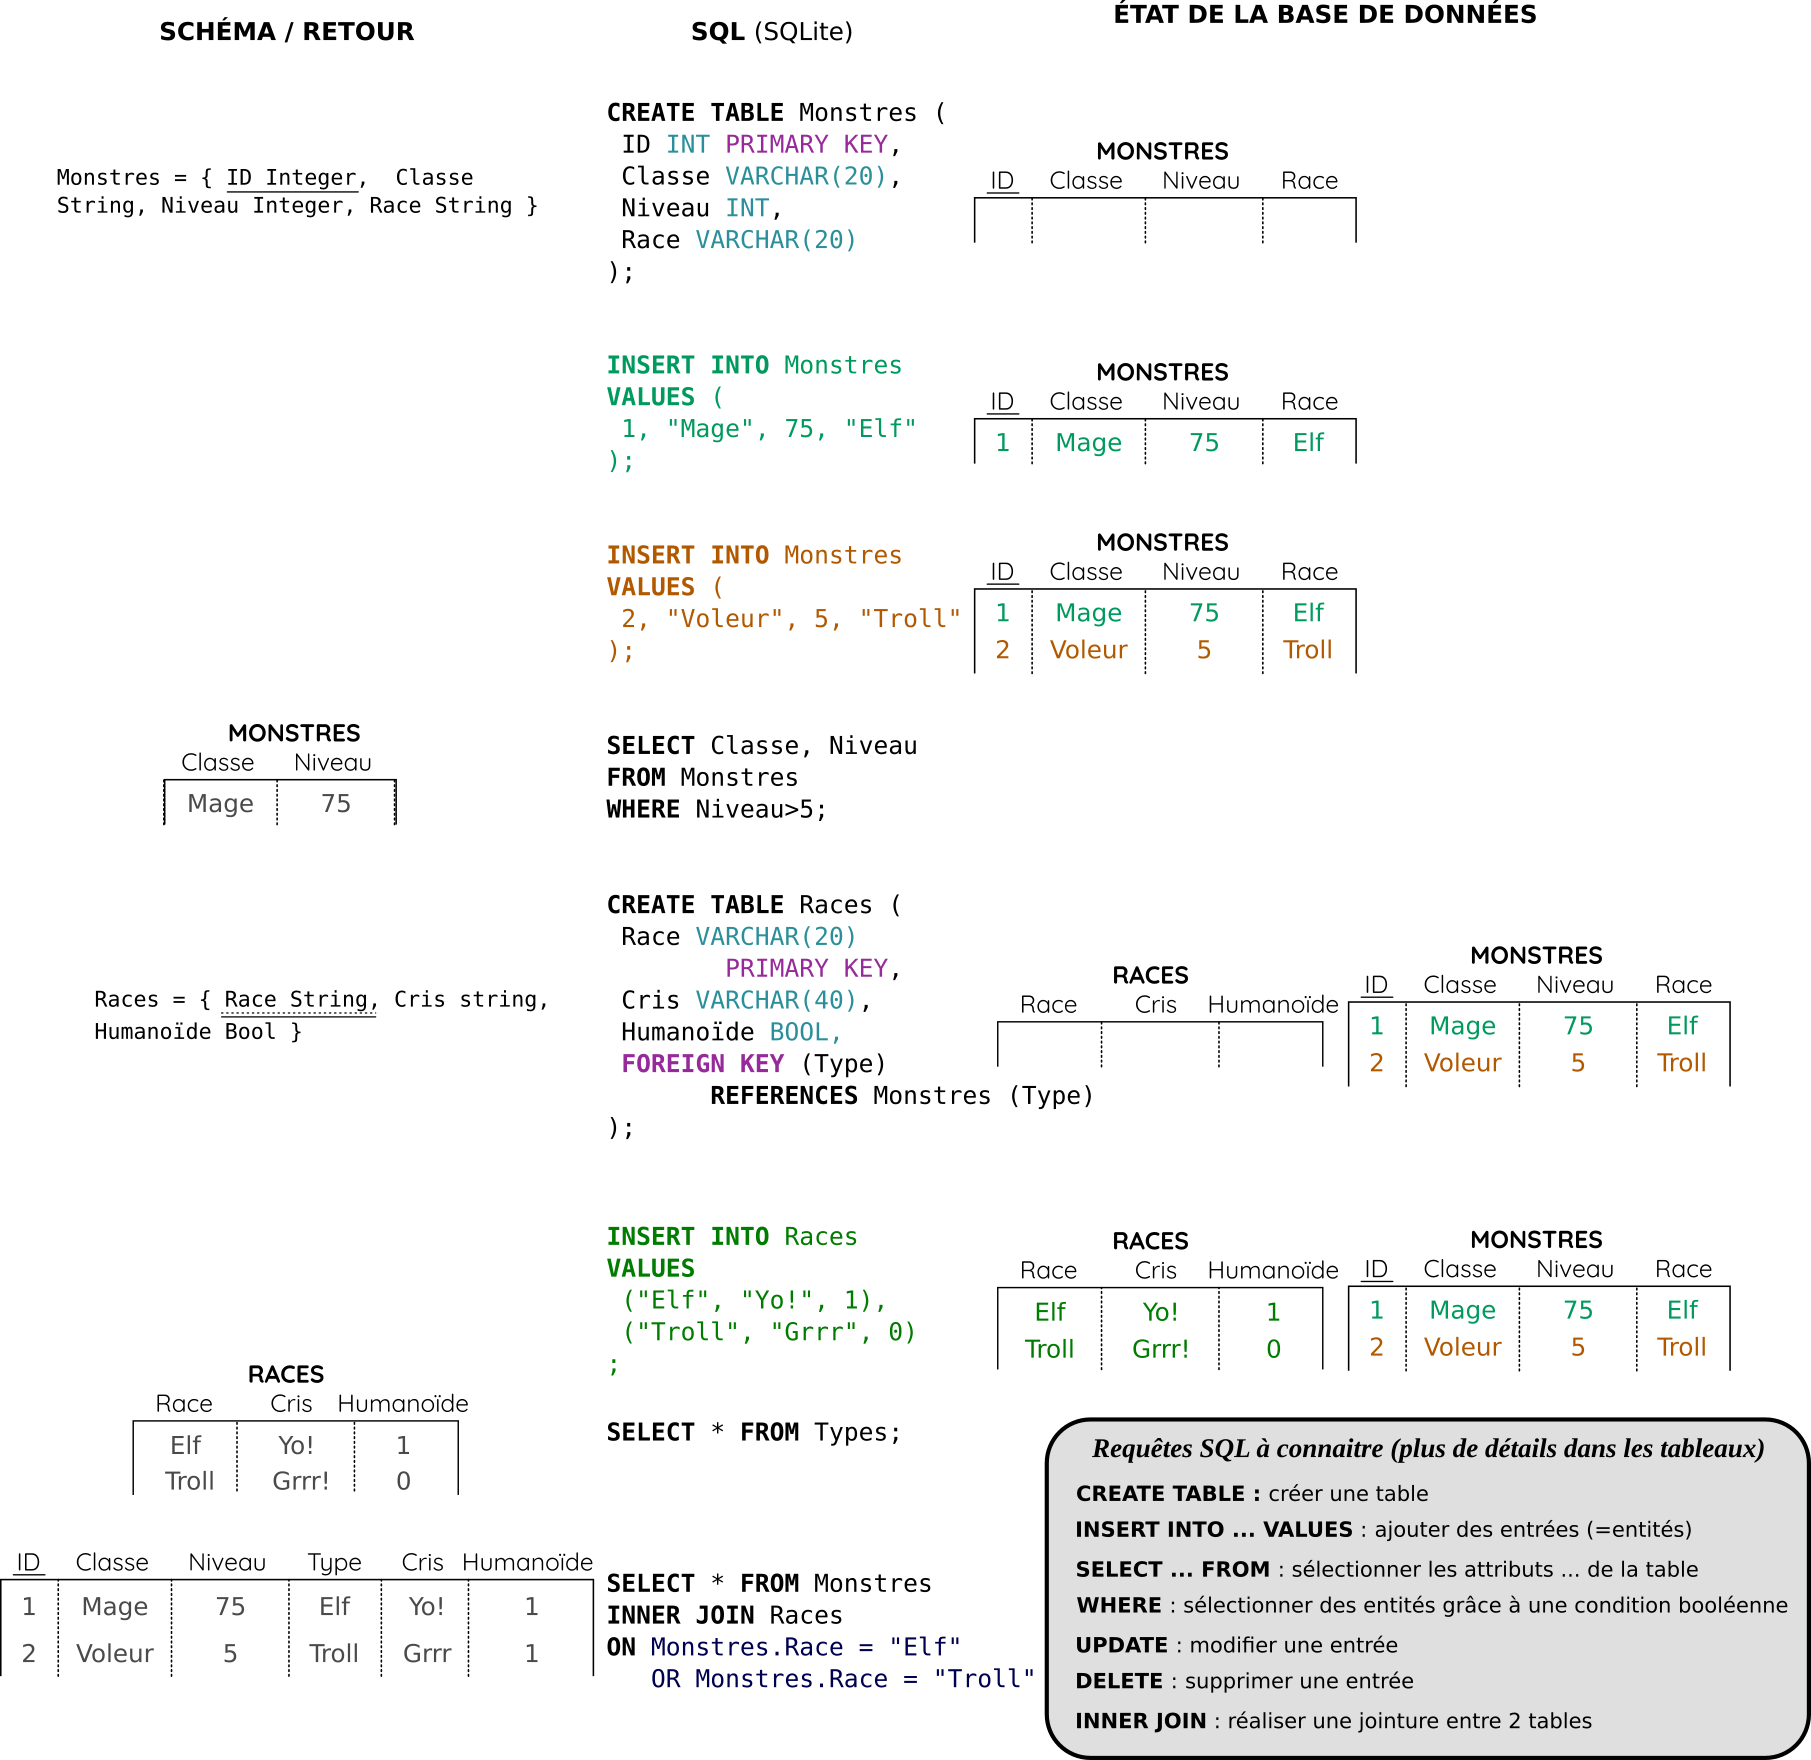 SCHÉMA / RETOUR
SQL (SQLite)
ÉTAT DE LA BASE DE DONNÉES
Monstres = { ID Integer, Classe
String, Niveau Integer, Race String }
CREATE TABLE Monstres (
ID INT PRIMARY KEY,
Classe VARCHAR(20),
Niveau INT,
Race VARCHAR(20)
);
MONSTRES
ID Classe Niveau Race
INSERT INTO Monstres
VALUES (
1, "Mage", 75, "Elf"
);
MONSTRES
ID Classe Niveau Race
1 Mage 75 Elf
INSERT INTO Monstres
VALUES (
2, "Voleur", 5, "Troll"
);
MONSTRES
ID Classe Niveau Race
1 Mage 75 Elf
2 Voleur 5 Troll
MONSTRES
Classe Niveau
Mage 75
SELECT Classe, Niveau
FROM Monstres
WHERE Niveau>5;
Races = { Race String, Cris string,
Humanoïde Bool }
CREATE TABLE Races (
Race VARCHAR(20)
PRIMARY KEY,
Cris VARCHAR(40),
Humanoïde BOOL,
FOREIGN KEY (Type)
REFERENCES Monstres (Type)
);
RACES
Race Cris Humanoïde
MONSTRES
ID Classe Niveau Race
1 Mage 75 Elf
2 Voleur 5 Troll
INSERT INTO Races
VALUES
("Elf", "Yo!", 1),
("Troll", "Grrr", 0)
;
RACES
Race Cris Humanoïde
Elf Yo! 1
Troll Grrr! 0
MONSTRES
ID Classe Niveau Race
1 Mage 75 Elf
2 Voleur 5 Troll
RACES
Race Cris Humanoïde
Elf Yo! 1
Troll Grrr! 0
SELECT * FROM Types;
ID Classe Niveau Type Cris Humanoïde
1 Mage 75 Elf Yo! 1
2 Voleur 5 Troll Grrr 1
SELECT * FROM Monstres
INNER JOIN Races
ON Monstres.Race = "Elf"
OR Monstres.Race = "Troll"
Requêtes SQL à connaitre (plus de détails dans les tableaux)
CREATE TABLE : créer une table
INSERT INTO ... VALUES : ajouter des entrées (=entités)
SELECT ... FROM : sélectionner les attributs ... de la table
WHERE : sélectionner des entités grâce à une condition booléenne
UPDATE : modifier une entrée
DELETE : supprimer une entrée
INNER JOIN : réaliser une jointure entre 2 tables